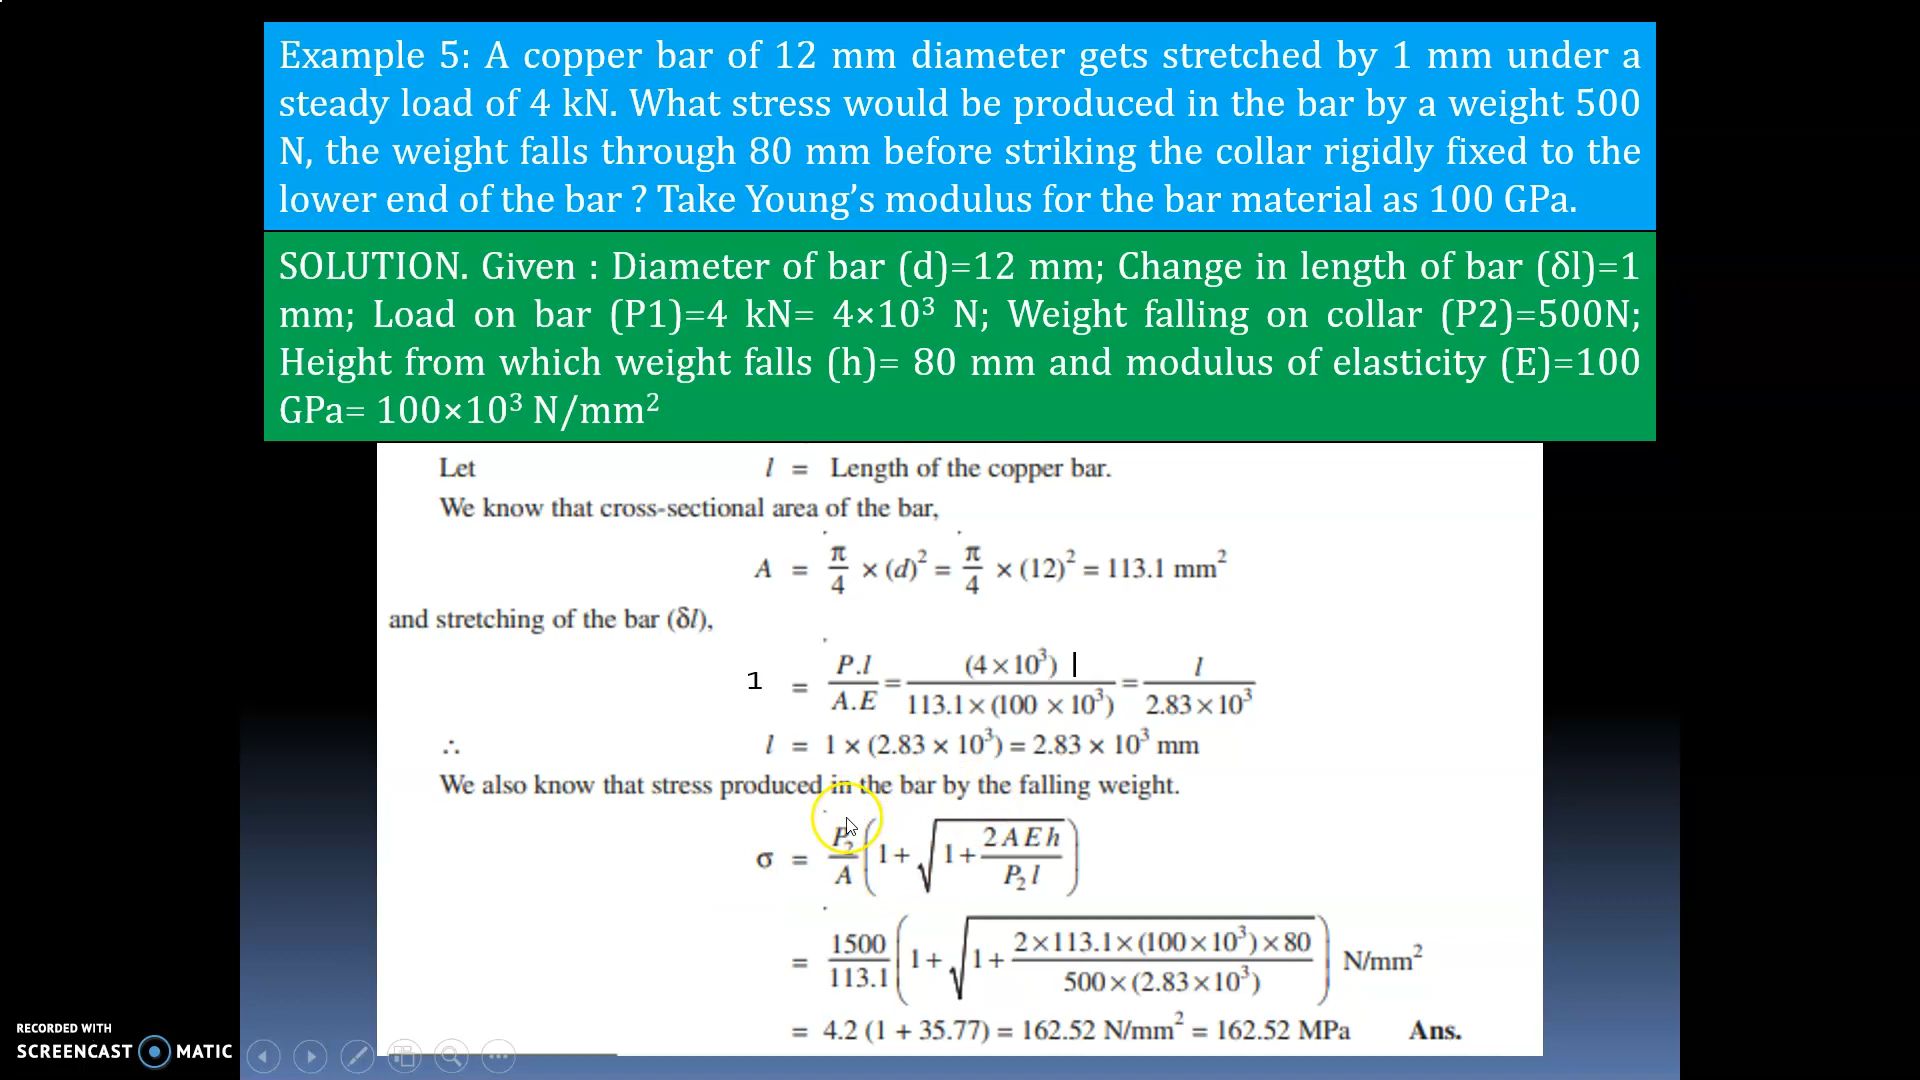 Example 5: A copper bar of 12 mm diameter gets stretched by 1 mm under a
steady load of 4 kN. What stress would be produced in the bar by a weight 500
N, the weight falls through 80 mm before striking the collar rigidly fixed to the
lower end of the bar ? Take Young’s modulus for the bar material as 100 GPa.
SOLUTION. Given : Diameter of bar (d)=12 mm; Change in length of bar (δl)=1
mm; Load on bar (P1)=4 kN= 4×10³ N; Weight falling on collar (P2)=500N;
Height from which weight falls (h)= 80 mm and modulus of elasticity (E)=100
GPa= 100×10³ N/mm²
Let l = Length of the copper bar.
We know that cross-sectional area of the bar,
A = π/4 × (d)² = π/4 × (12)² = 113.1 mm²
and stretching of the bar (δl),
1 = P.l/A.E = (4×10³) l/113.1×(100 ×10³) = l/2.83×10³
∴ l = 1 × (2.83 × 10³) = 2.83 × 10³ mm
We also know that stress produced in the bar by the falling weight.
σ = P₂/A (1+√(1+ 2 A E h/P₂ l))
= 1500/113.1 (1+√(1+ 2×113.1×(100×10³)×80/500×(2.83×10³))) N/mm²
= 4.2 (1 + 35.77) = 162.52 N/mm² = 162.52 MPa Ans.
RECORDED WITH
SCREENCAST MATIC